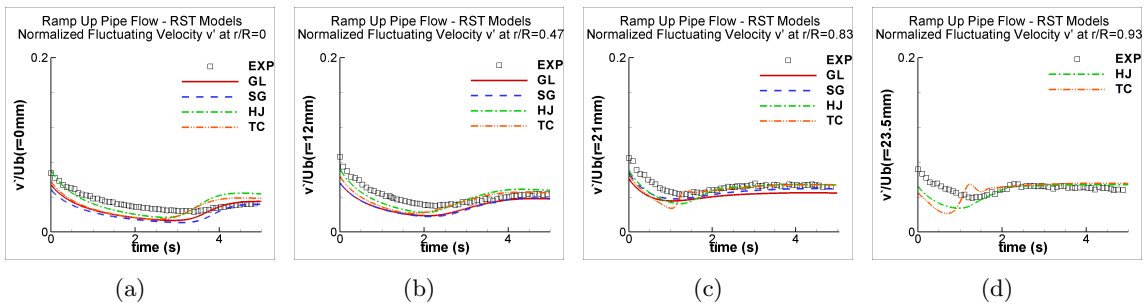 Ramp Up Pipe Flow - RST Models
Normalized Fluctuating Velocity v' at r/R=0
0.2
EXP
GL
SG
HJ
TC
v'/Ub(r=0mm)
0
0 2 4
time (s)
(a)
Ramp Up Pipe Flow - RST Models
Normalized Fluctuating Velocity v' at r/R=0.47
0.2
EXP
GL
SG
HJ
TC
v'/Ub(r=12mm)
0
0 2 4
time (s)
(b)
Ramp Up Pipe Flow - RST Models
Normalized Fluctuating Velocity v' at r/R=0.83
0.2
EXP
GL
SG
HJ
TC
v'/Ub(r=21mm)
0
0 2 4
time (s)
(c)
Ramp Up Pipe Flow - RST Models
Normalized Fluctuating Velocity v' at r/R=0.93
0.2
EXP
HJ
TC
v'/Ub(r=23.5mm)
0
0 2 4
time (s)
(d)